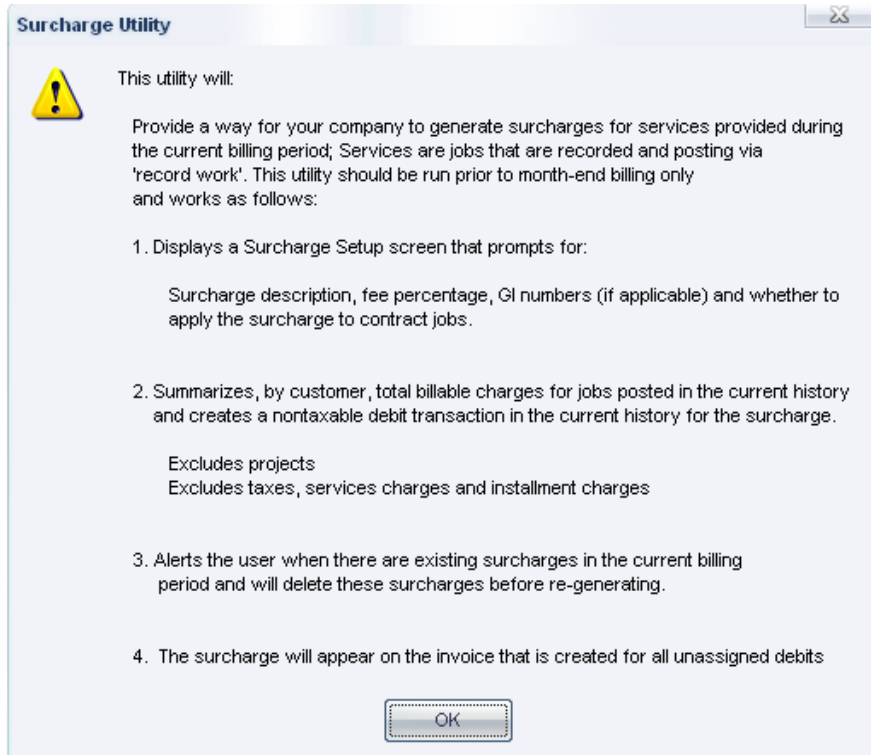 Surcharge Utility
This utility will:
Provide a way for your company to generate surcharges for services provided during
the current billing period; Services are jobs that are recorded and posting via
'record work'. This utility should be run prior to month-end billing only
and works as follows:
1. Displays a Surcharge Setup screen that prompts for:
Surcharge description, fee percentage, Gl numbers (if applicable) and whether to
apply the surcharge to contract jobs.
2. Summarizes, by customer, total billable charges for jobs posted in the current history
and creates a nontaxable debit transaction in the current history for the surcharge.
Excludes projects
Excludes taxes, services charges and installment charges
3. Alerts the user when there are existing surcharges in the current billing
period and will delete these surcharges before re-generating.
4. The surcharge will appear on the invoice that is created for all unassigned debits
OK